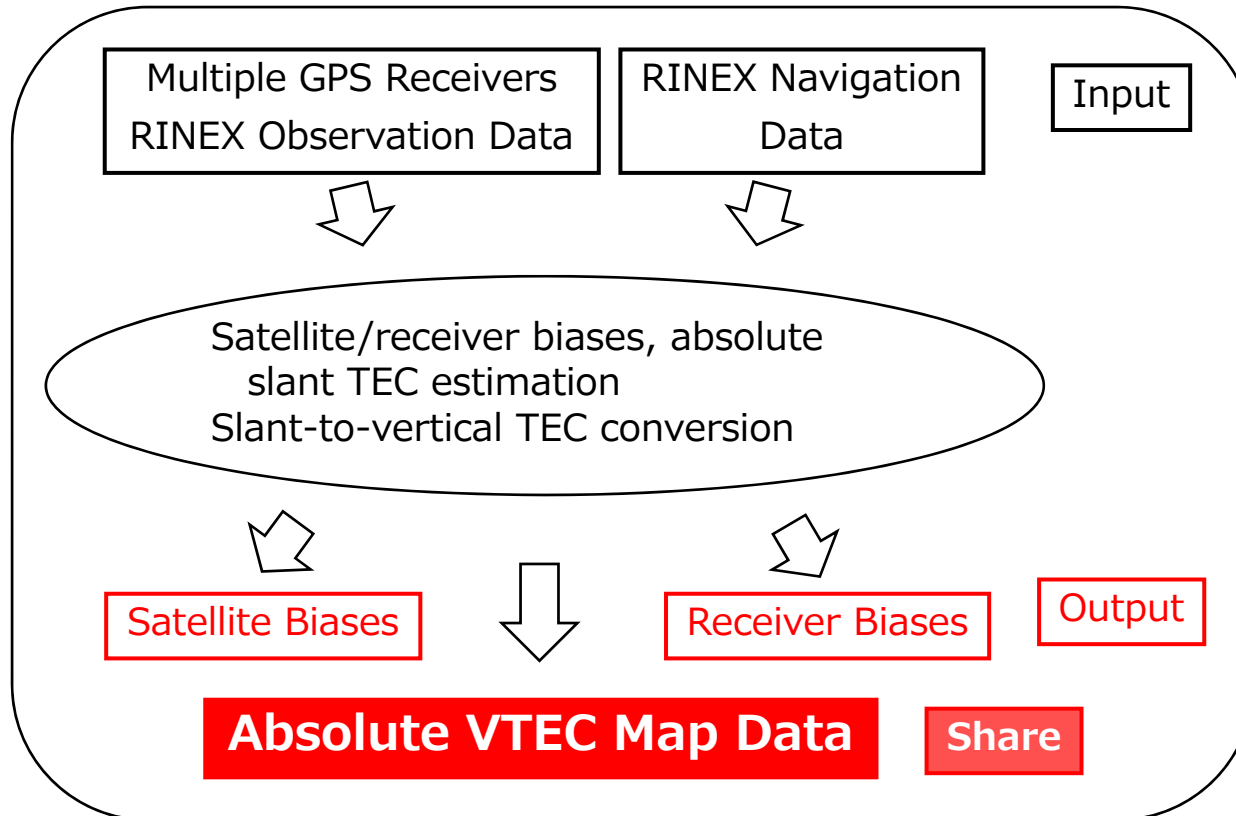 Multiple GPS Receivers
RINEX Observation Data
RINEX Navigation
Data
Input
Satellite/receiver biases, absolute
slant TEC estimation
Slant-to-vertical TEC conversion
Satellite Biases
Receiver Biases
Output
Absolute VTEC Map Data
Share